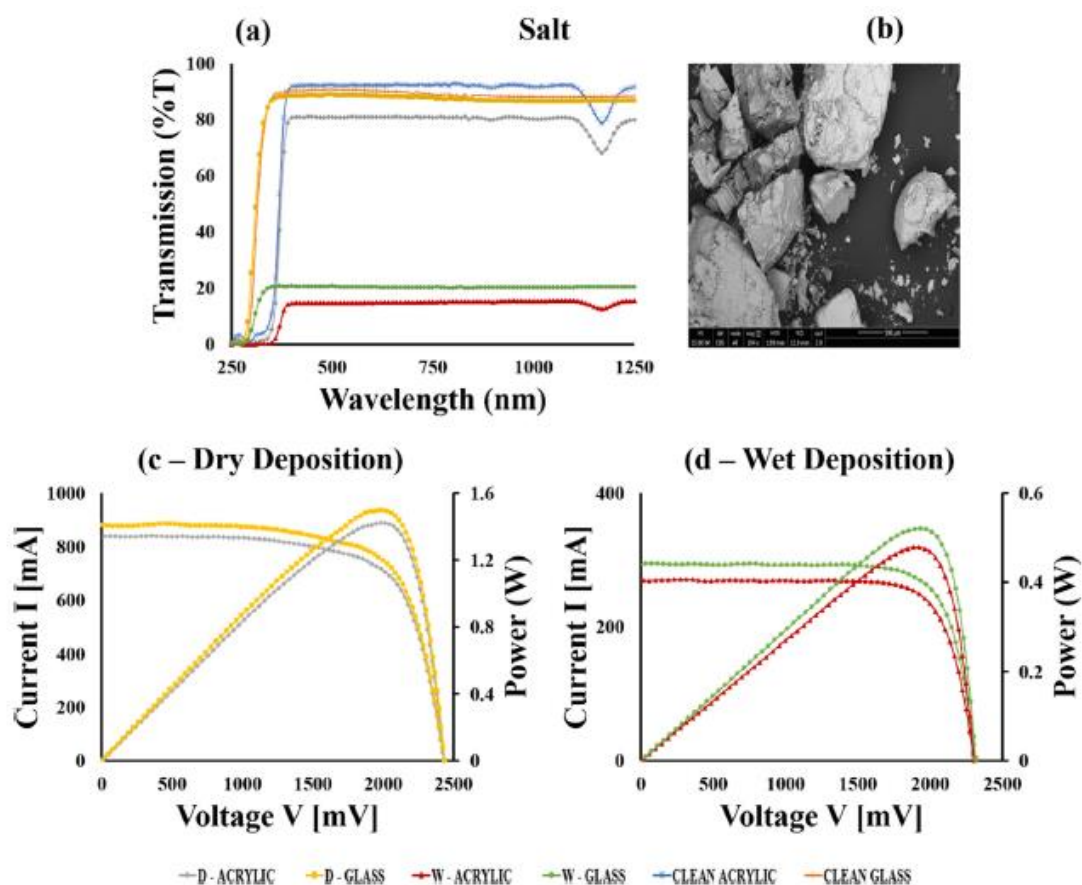 (a) Salt (b)
Transmission (%T)
100
80
60
40
20
0
250 500 750 1000 1250
Wavelength (nm)
(c – Dry Deposition)
Current I [mA]
1000
800
600
400
200
0
1.6
1.2
0.8
0.4
0
Power (W)
0 500 1000 1500 2000 2500
Voltage V [mV]
(d – Wet Deposition)
Current I [mA]
400
200
0
0.6
0.4
0.2
0
Power (W)
0 500 1000 1500 2000 2500
Voltage V [mV]
D - ACRYLIC D - GLASS W - ACRYLIC W - GLASS CLEAN ACRYLIC CLEAN GLASS